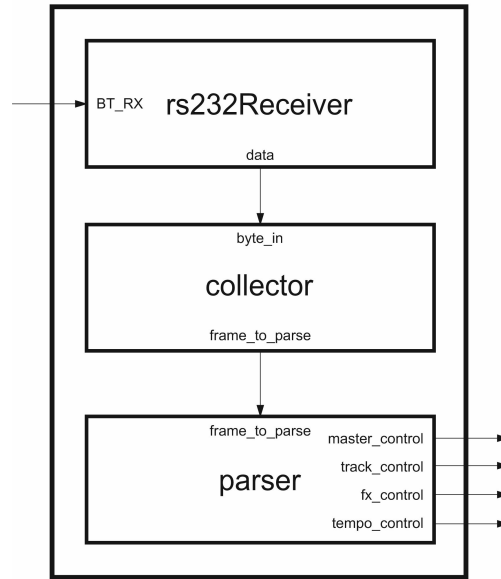 BT_RX
rs232Receiver
data
byte_in
collector
frame_to_parse
frame_to_parse
master_control
parser
track_control
fx_control
tempo_control